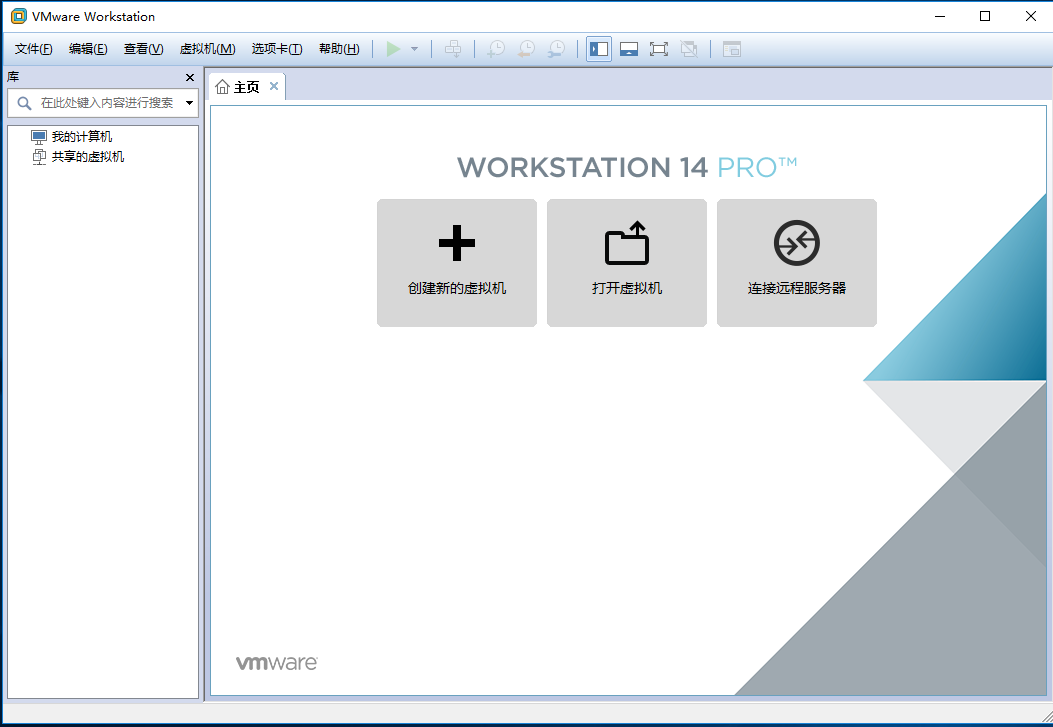 VMware Workstation
文件(F) 编辑(E) 查看(V) 虚拟机(M) 选项卡(T) 帮助(H)
库
在此处键入内容进行搜索
我的计算机
共享的虚拟机
主页
WORKSTATION 14 PRO™
创建新的虚拟机 打开虚拟机 连接远程服务器
vmware